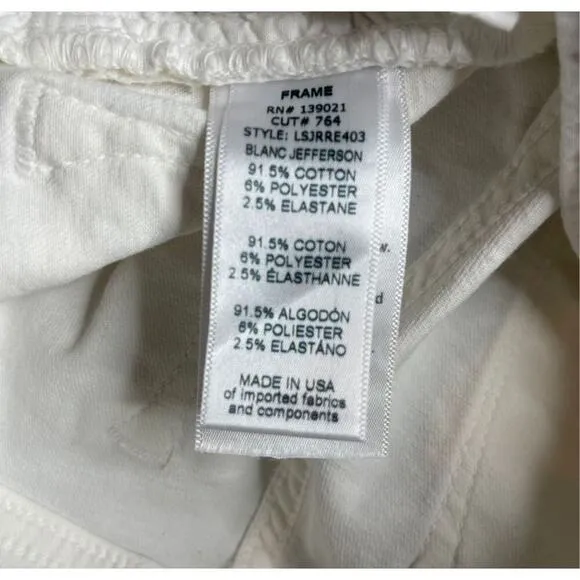 FRAME
RN# 139021
CUT# 764
STYLE: LSJRRE403
BLANC JEFFERSON
91.5% COTTON
6% POLYESTER
2.5% ELASTANE
91.5% COTON
6% POLYESTER
2.5% ÉLASTHANNE
91.5% ALGODÓN
6% POLIESTER
2.5% ELASTÁNO
MADE IN USA
of imported fabrics
and components
w.
d